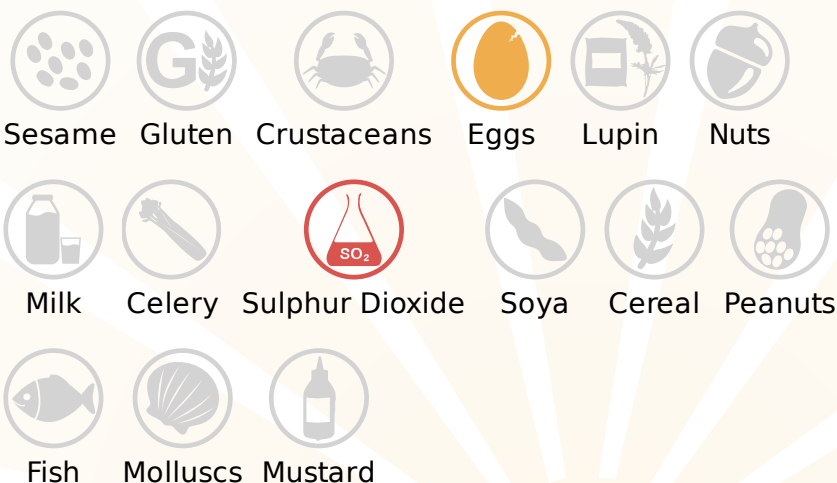 G
Sesame Gluten Crustaceans Eggs Lupin Nuts
SO₂
Milk Celery Sulphur Dioxide Soya Cereal Peanuts
Fish Molluscs Mustard